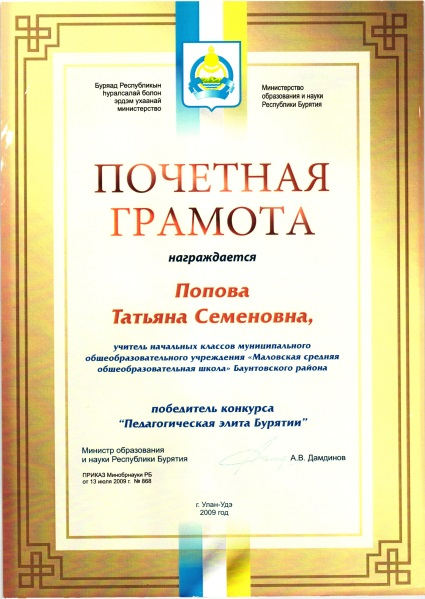 Буряад Республикын
һуралсалай болон
эрдэм ухаанай
министерство
Министерство
образования и науки
Республики Бурятия
ПОЧЕТНАЯ
ГРАМОТА
награждается
Попова
Татьяна Семеновна,
учитель начальных классов муниципального
общеобразовательного учреждения «Маловская средняя
общеобразовательная школа» Баунтовского района
победитель конкурса
“Педагогическая элита Бурятии”
Министр образования
и науки Республики Бурятия
А.В. Дамдинов
ПРИКАЗ Минобрнауки РБ
от 13 июля 2009 г. № 868
г. Улан-Удэ
2009 год